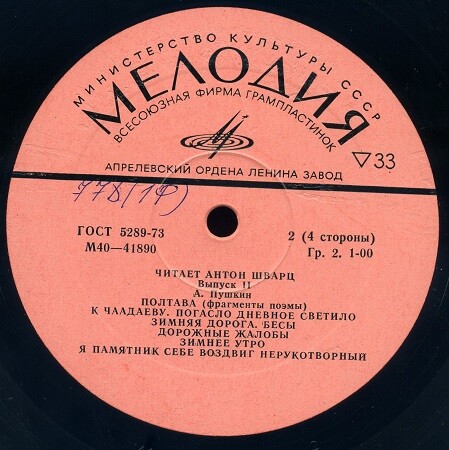 МИНИСТЕРСТВО КУЛЬТУРЫ СССР
МЕЛОДИЯ
ВСЕСОЮЗНАЯ ФИРМА ГРАМПЛАСТИНОК
▽33
АПРЕЛЕВСКИЙ ОРДЕНА ЛЕНИНА ЗАВОД
778(1Ф)
ГОСТ 5289-73
М40—41890
2 (4 стороны)
Гр. 2. 1-00
ЧИТАЕТ АНТОН ШВАРЦ
Выпуск II
А. Пушкин
ПОЛТАВА (фрагменты поэмы)
К ЧААДАЕВУ. ПОГАСЛО ДНЕВНОЕ СВЕТИЛО
ЗИМНЯЯ ДОРОГА. БЕСЫ
ДОРОЖНЫЕ ЖАЛОБЫ
ЗИМНЕЕ УТРО
Я ПАМЯТНИК СЕБЕ ВОЗДВИГ НЕРУКОТВОРНЫЙ